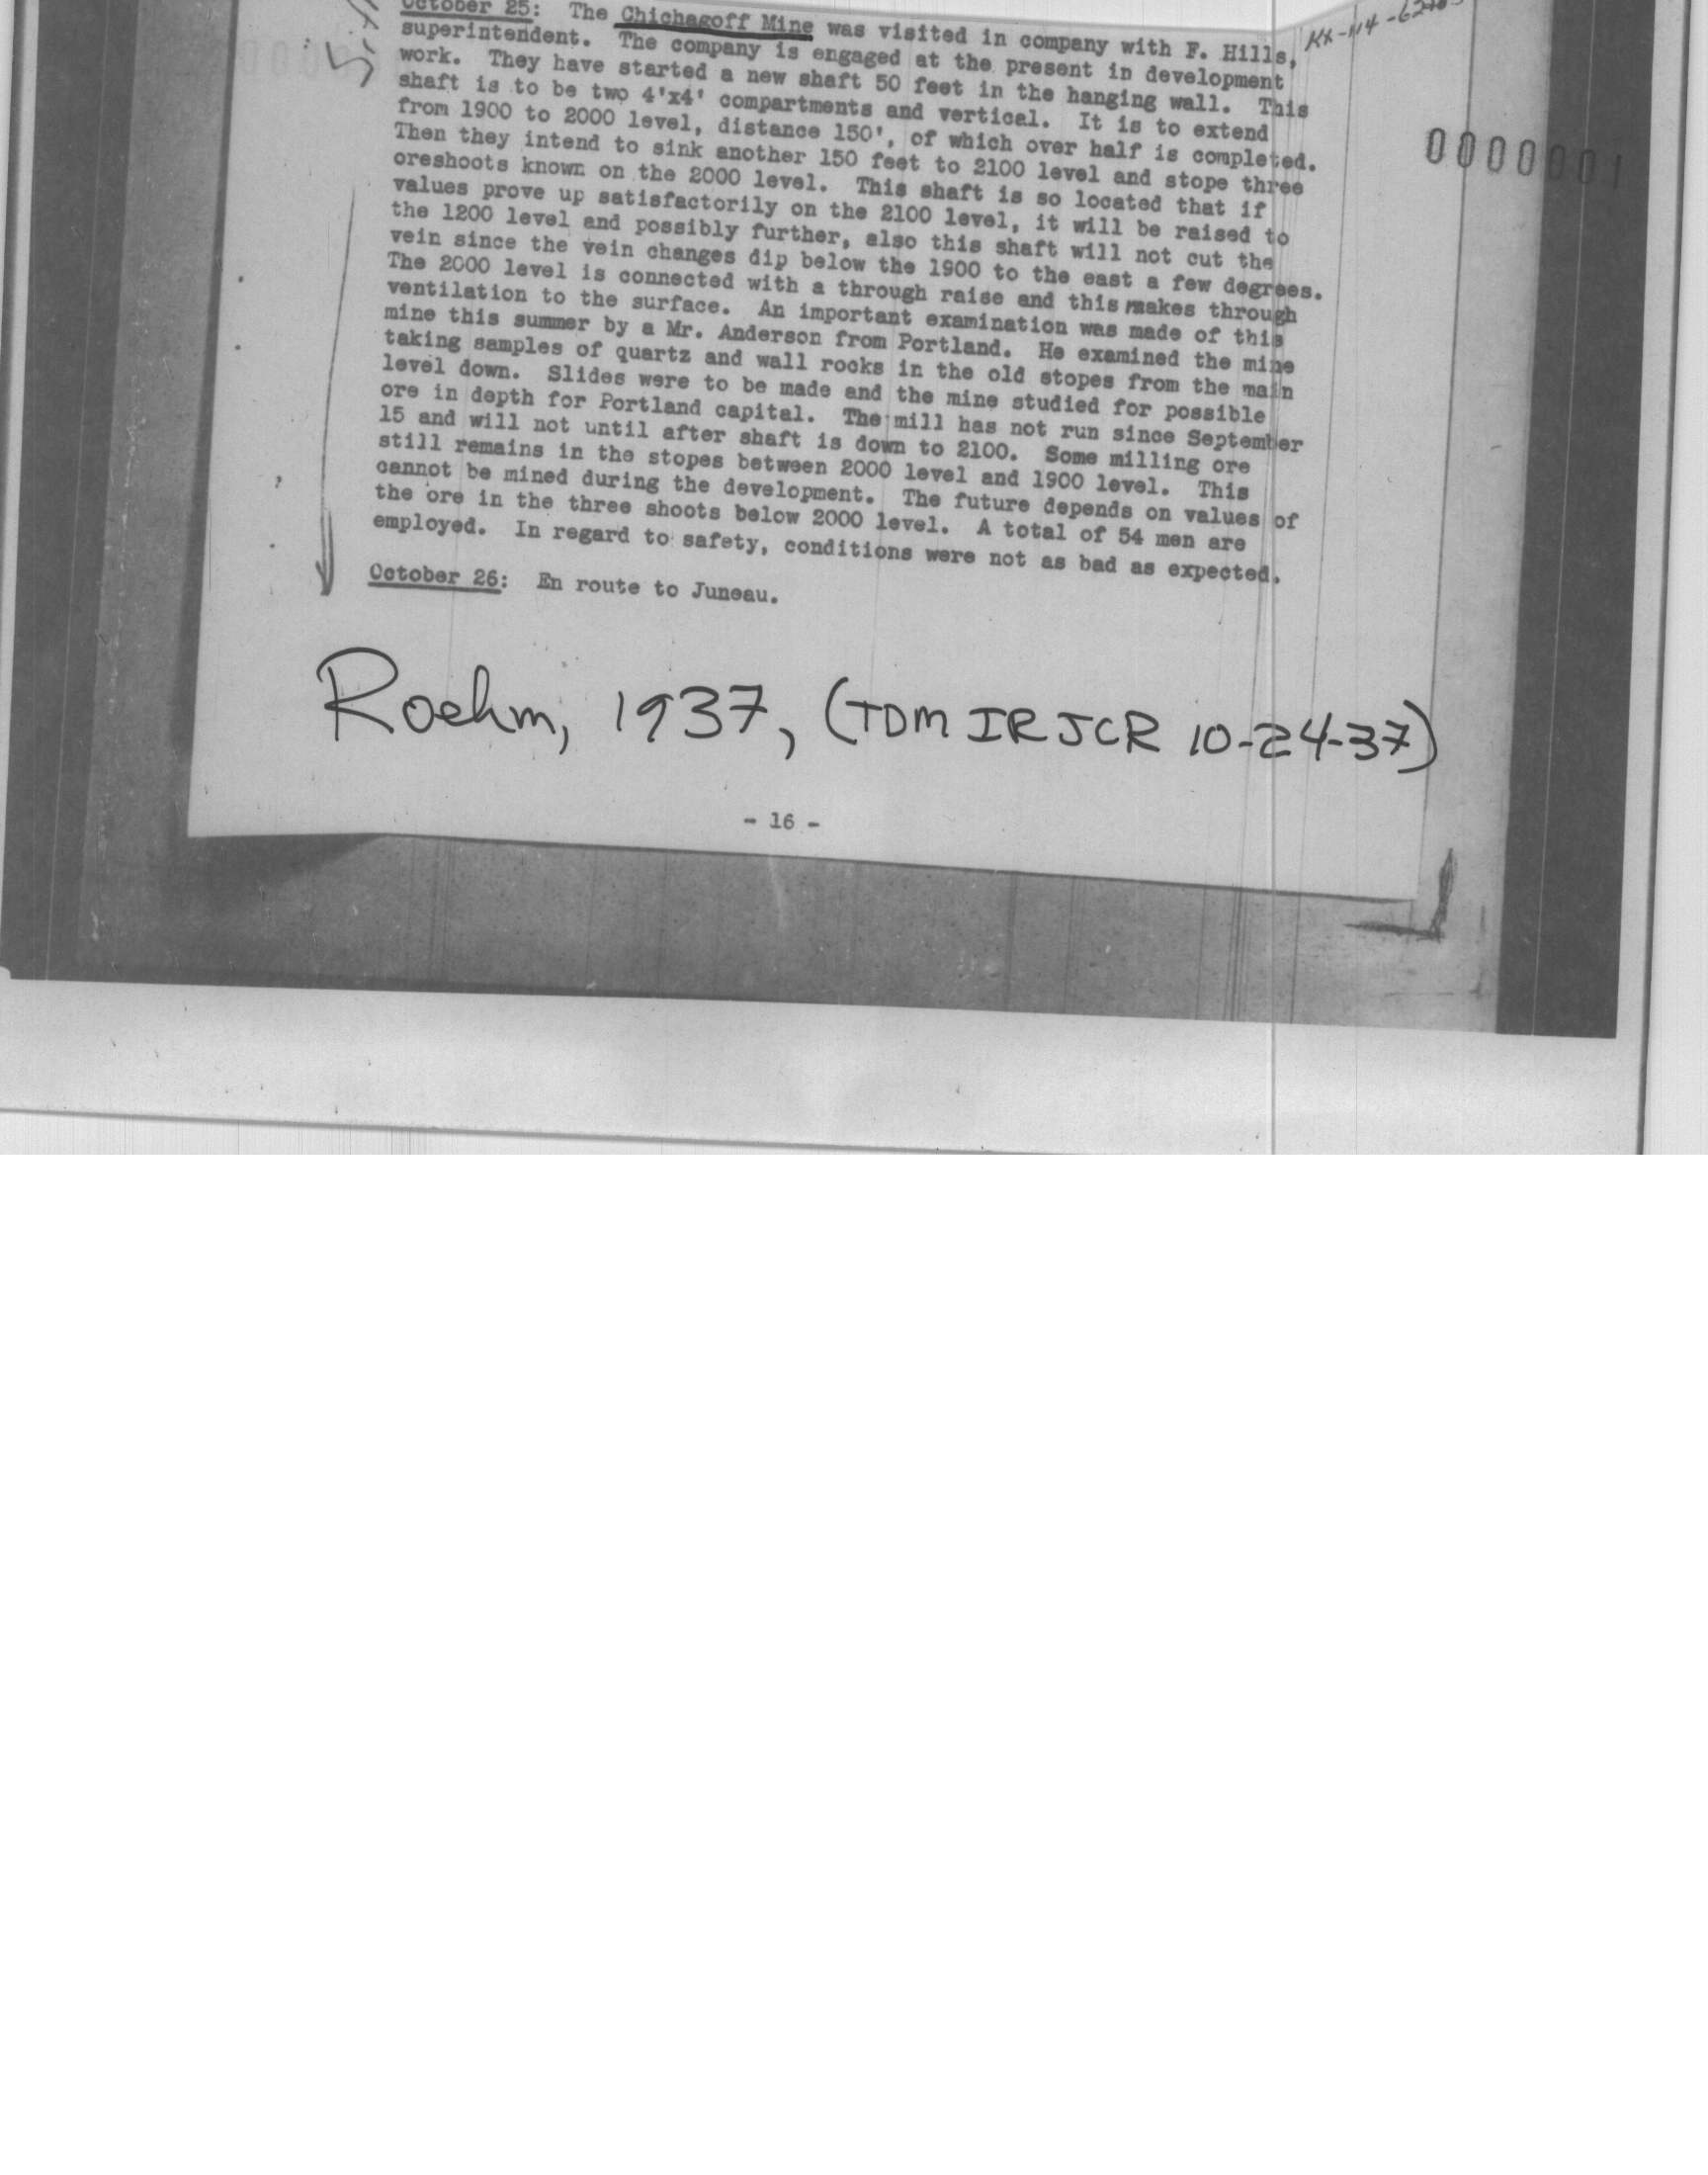 October 25: The Chichagoff Mine was visited in company with F. Hills,
superintendent. The company is engaged at the present in development
work. They have started a new shaft 50 feet in the hanging wall. This
shaft is to be two 4'x4' compartments and vertical. It is to extend
from 1900 to 2000 level, distance 150', of which over half is completed.
Then they intend to sink another 150 feet to 2100 level and stope three
oreshoots known on the 2000 level. This shaft is so located that if
values prove up satisfactorily on the 2100 level, it will be raised to
the 1200 level and possibly further, also this shaft will not cut the
vein since the vein changes dip below the 1900 to the east a few degrees.
The 2000 level is connected with a through raise and this makes through
ventilation to the surface. An important examination was made of this
mine this summer by a Mr. Anderson from Portland. He examined the mine
taking samples of quartz and wall rocks in the old stopes from the main
level down. Slides were to be made and the mine studied for possible
ore in depth for Portland capital. The mill has not run since September
15 and will not until after shaft is down to 2100. Some milling ore
still remains in the stopes between 2000 level and 1900 level. This
cannot be mined during the development. The future depends on values of
the ore in the three shoots below 2000 level. A total of 54 men are
employed. In regard to safety, conditions were not as bad as expected.
October 26: En route to Juneau.
Roehm, 1937, (TDM IR JCR 10-24-37)
- 16 -
0000001